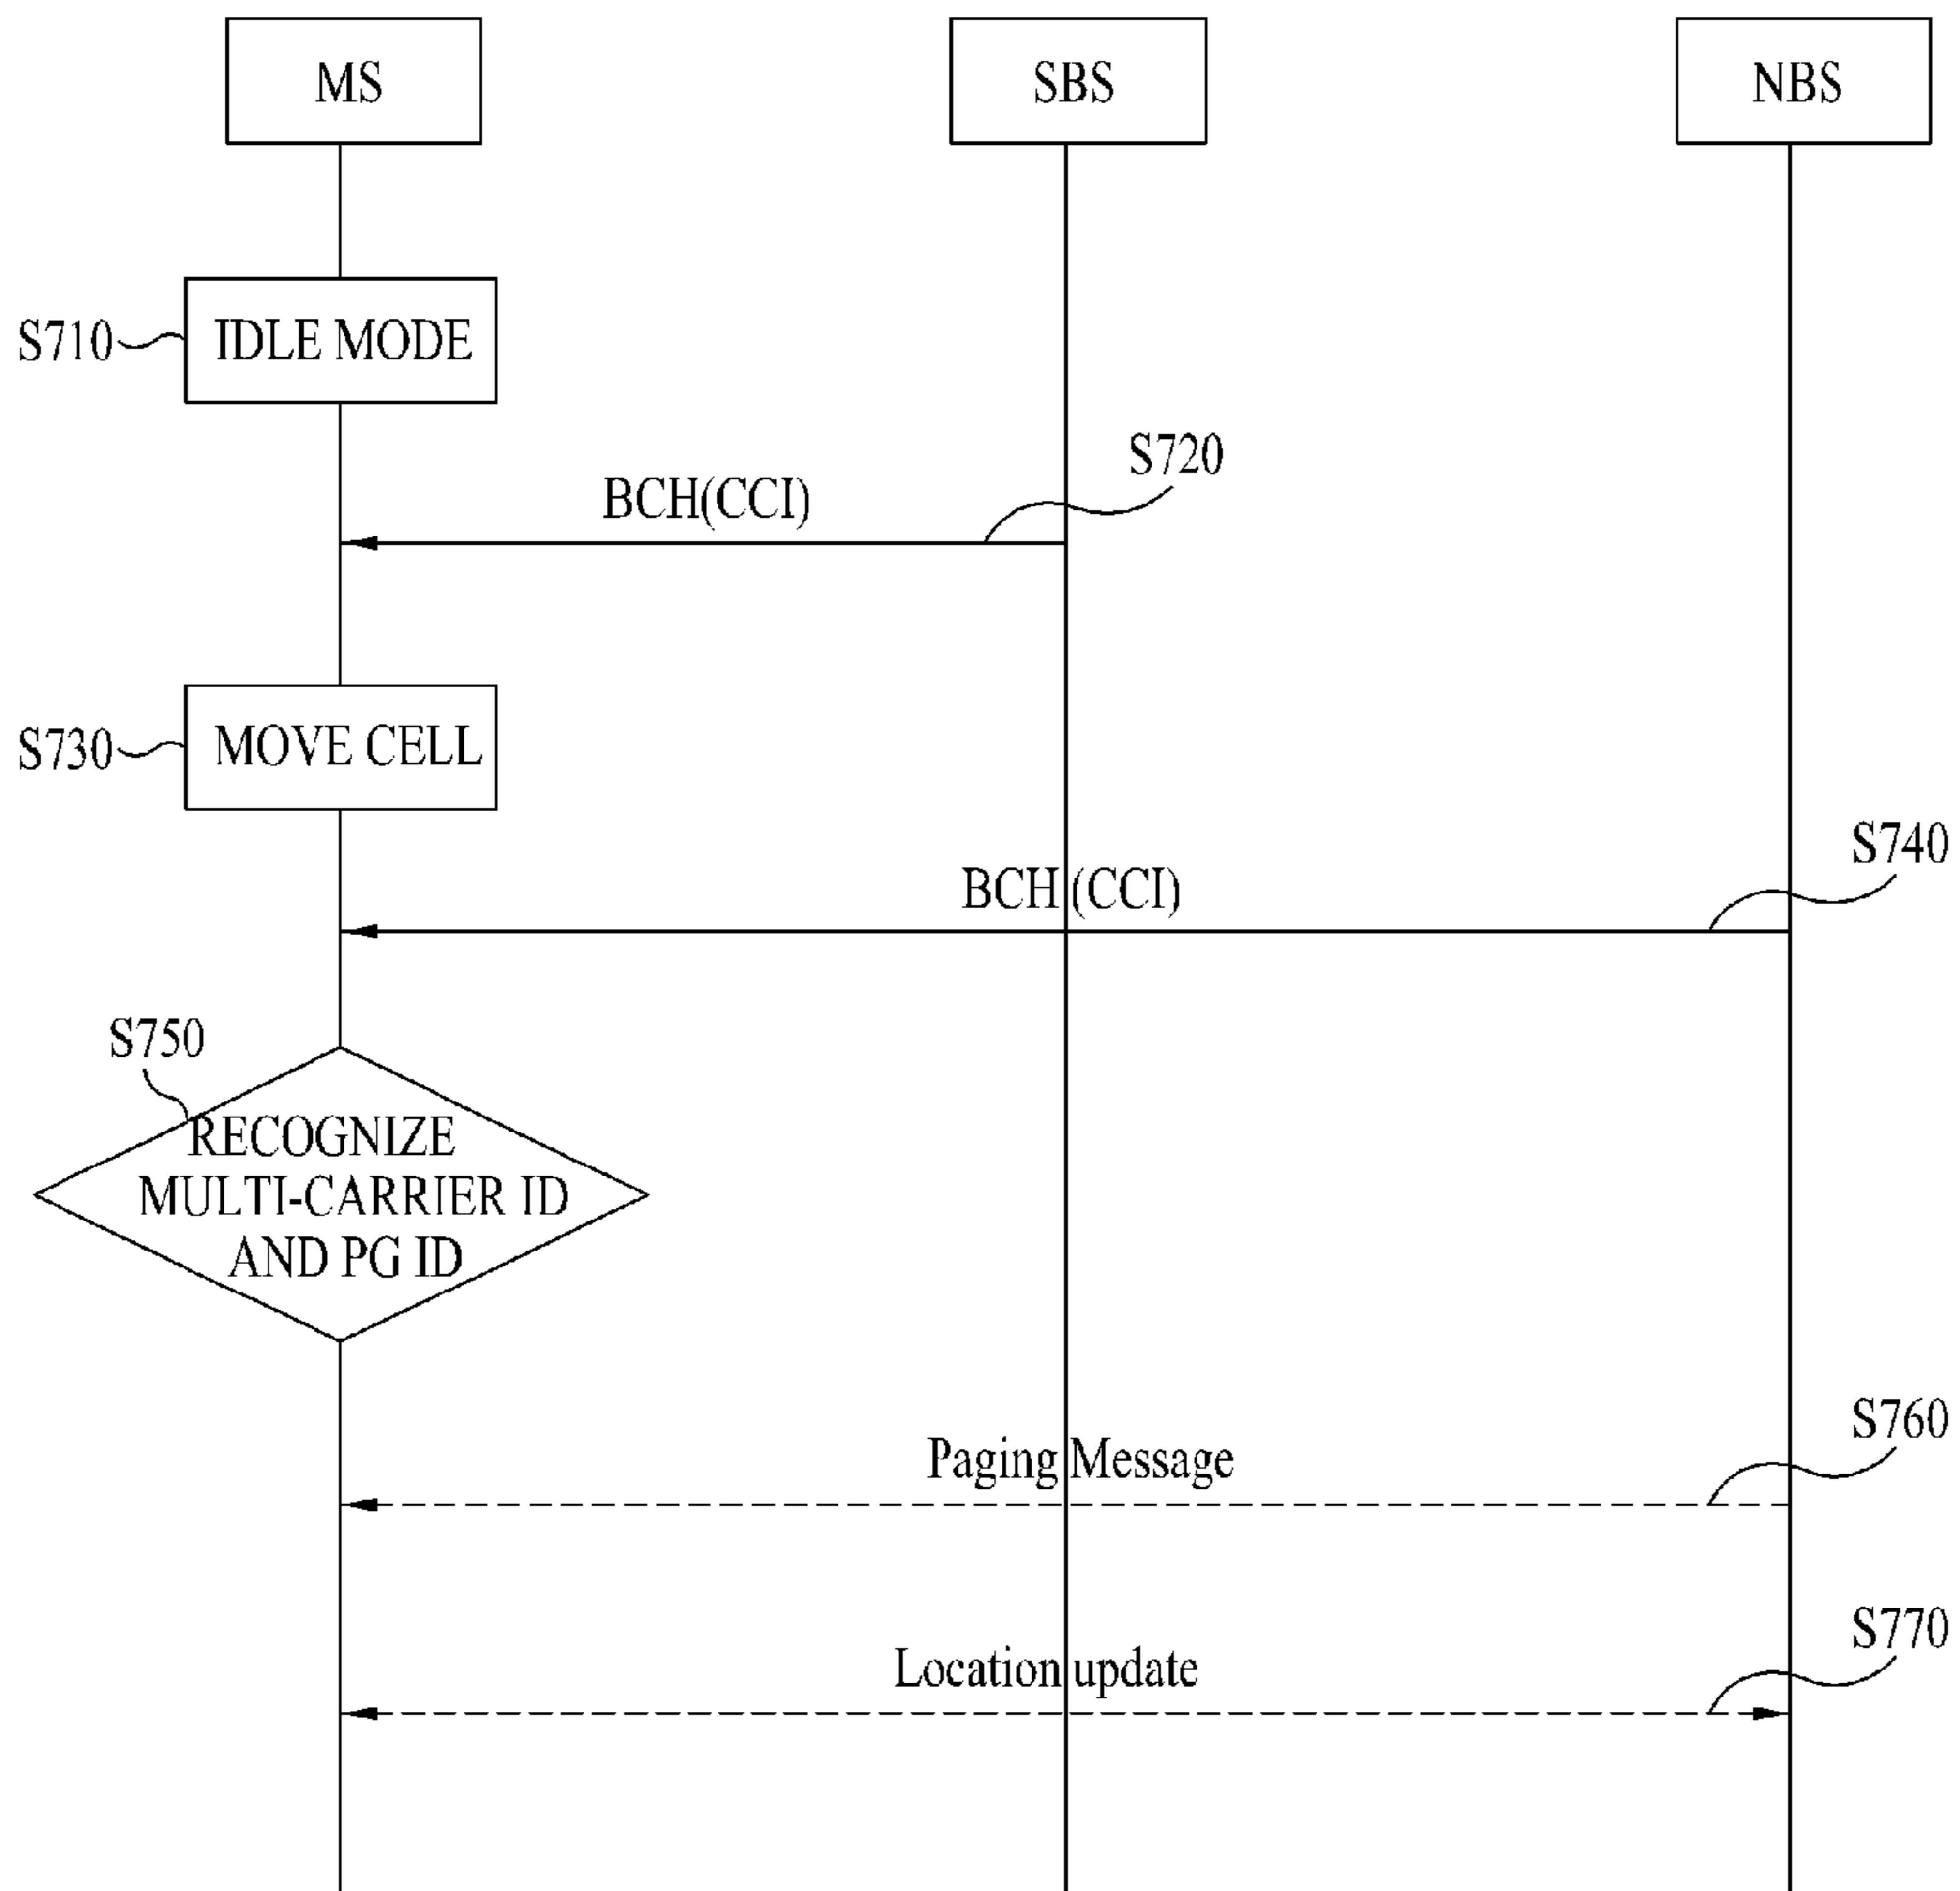 MS
SBS
NBS
S710
IDLE MODE
S720
BCH(CCI)
S730
MOVE CELL
S740
BCH (CCI)
S750
RECOGNIZE
MULTI-CARRIER ID
AND PG ID
S760
Paging Message
S770
Location update